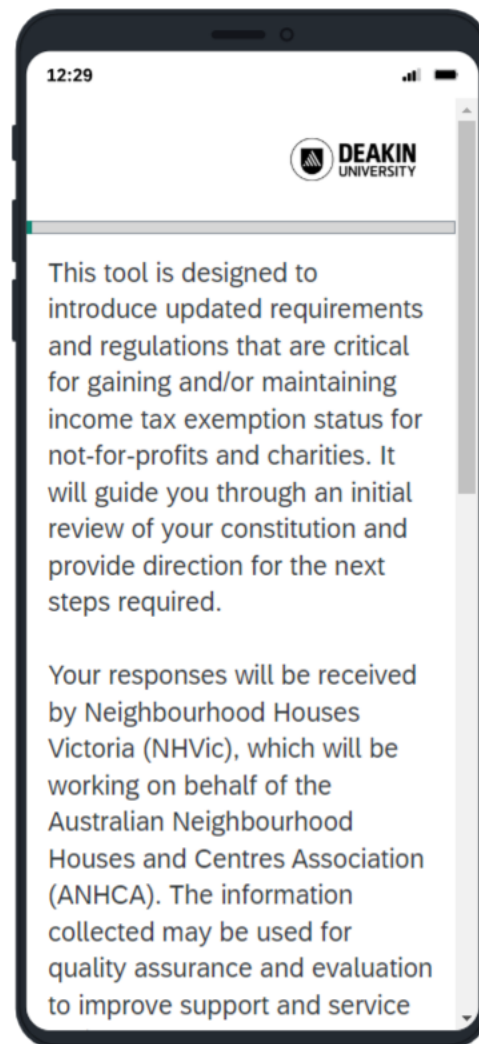 12:29
DEAKIN
UNIVERSITY
This tool is designed to
introduce updated requirements
and regulations that are critical
for gaining and/or maintaining
income tax exemption status for
not-for-profits and charities. It
will guide you through an initial
review of your constitution and
provide direction for the next
steps required.
Your responses will be received
by Neighbourhood Houses
Victoria (NHVic), which will be
working on behalf of the
Australian Neighbourhood
Houses and Centres Association
(ANHCA). The information
collected may be used for
quality assurance and evaluation
to improve support and service